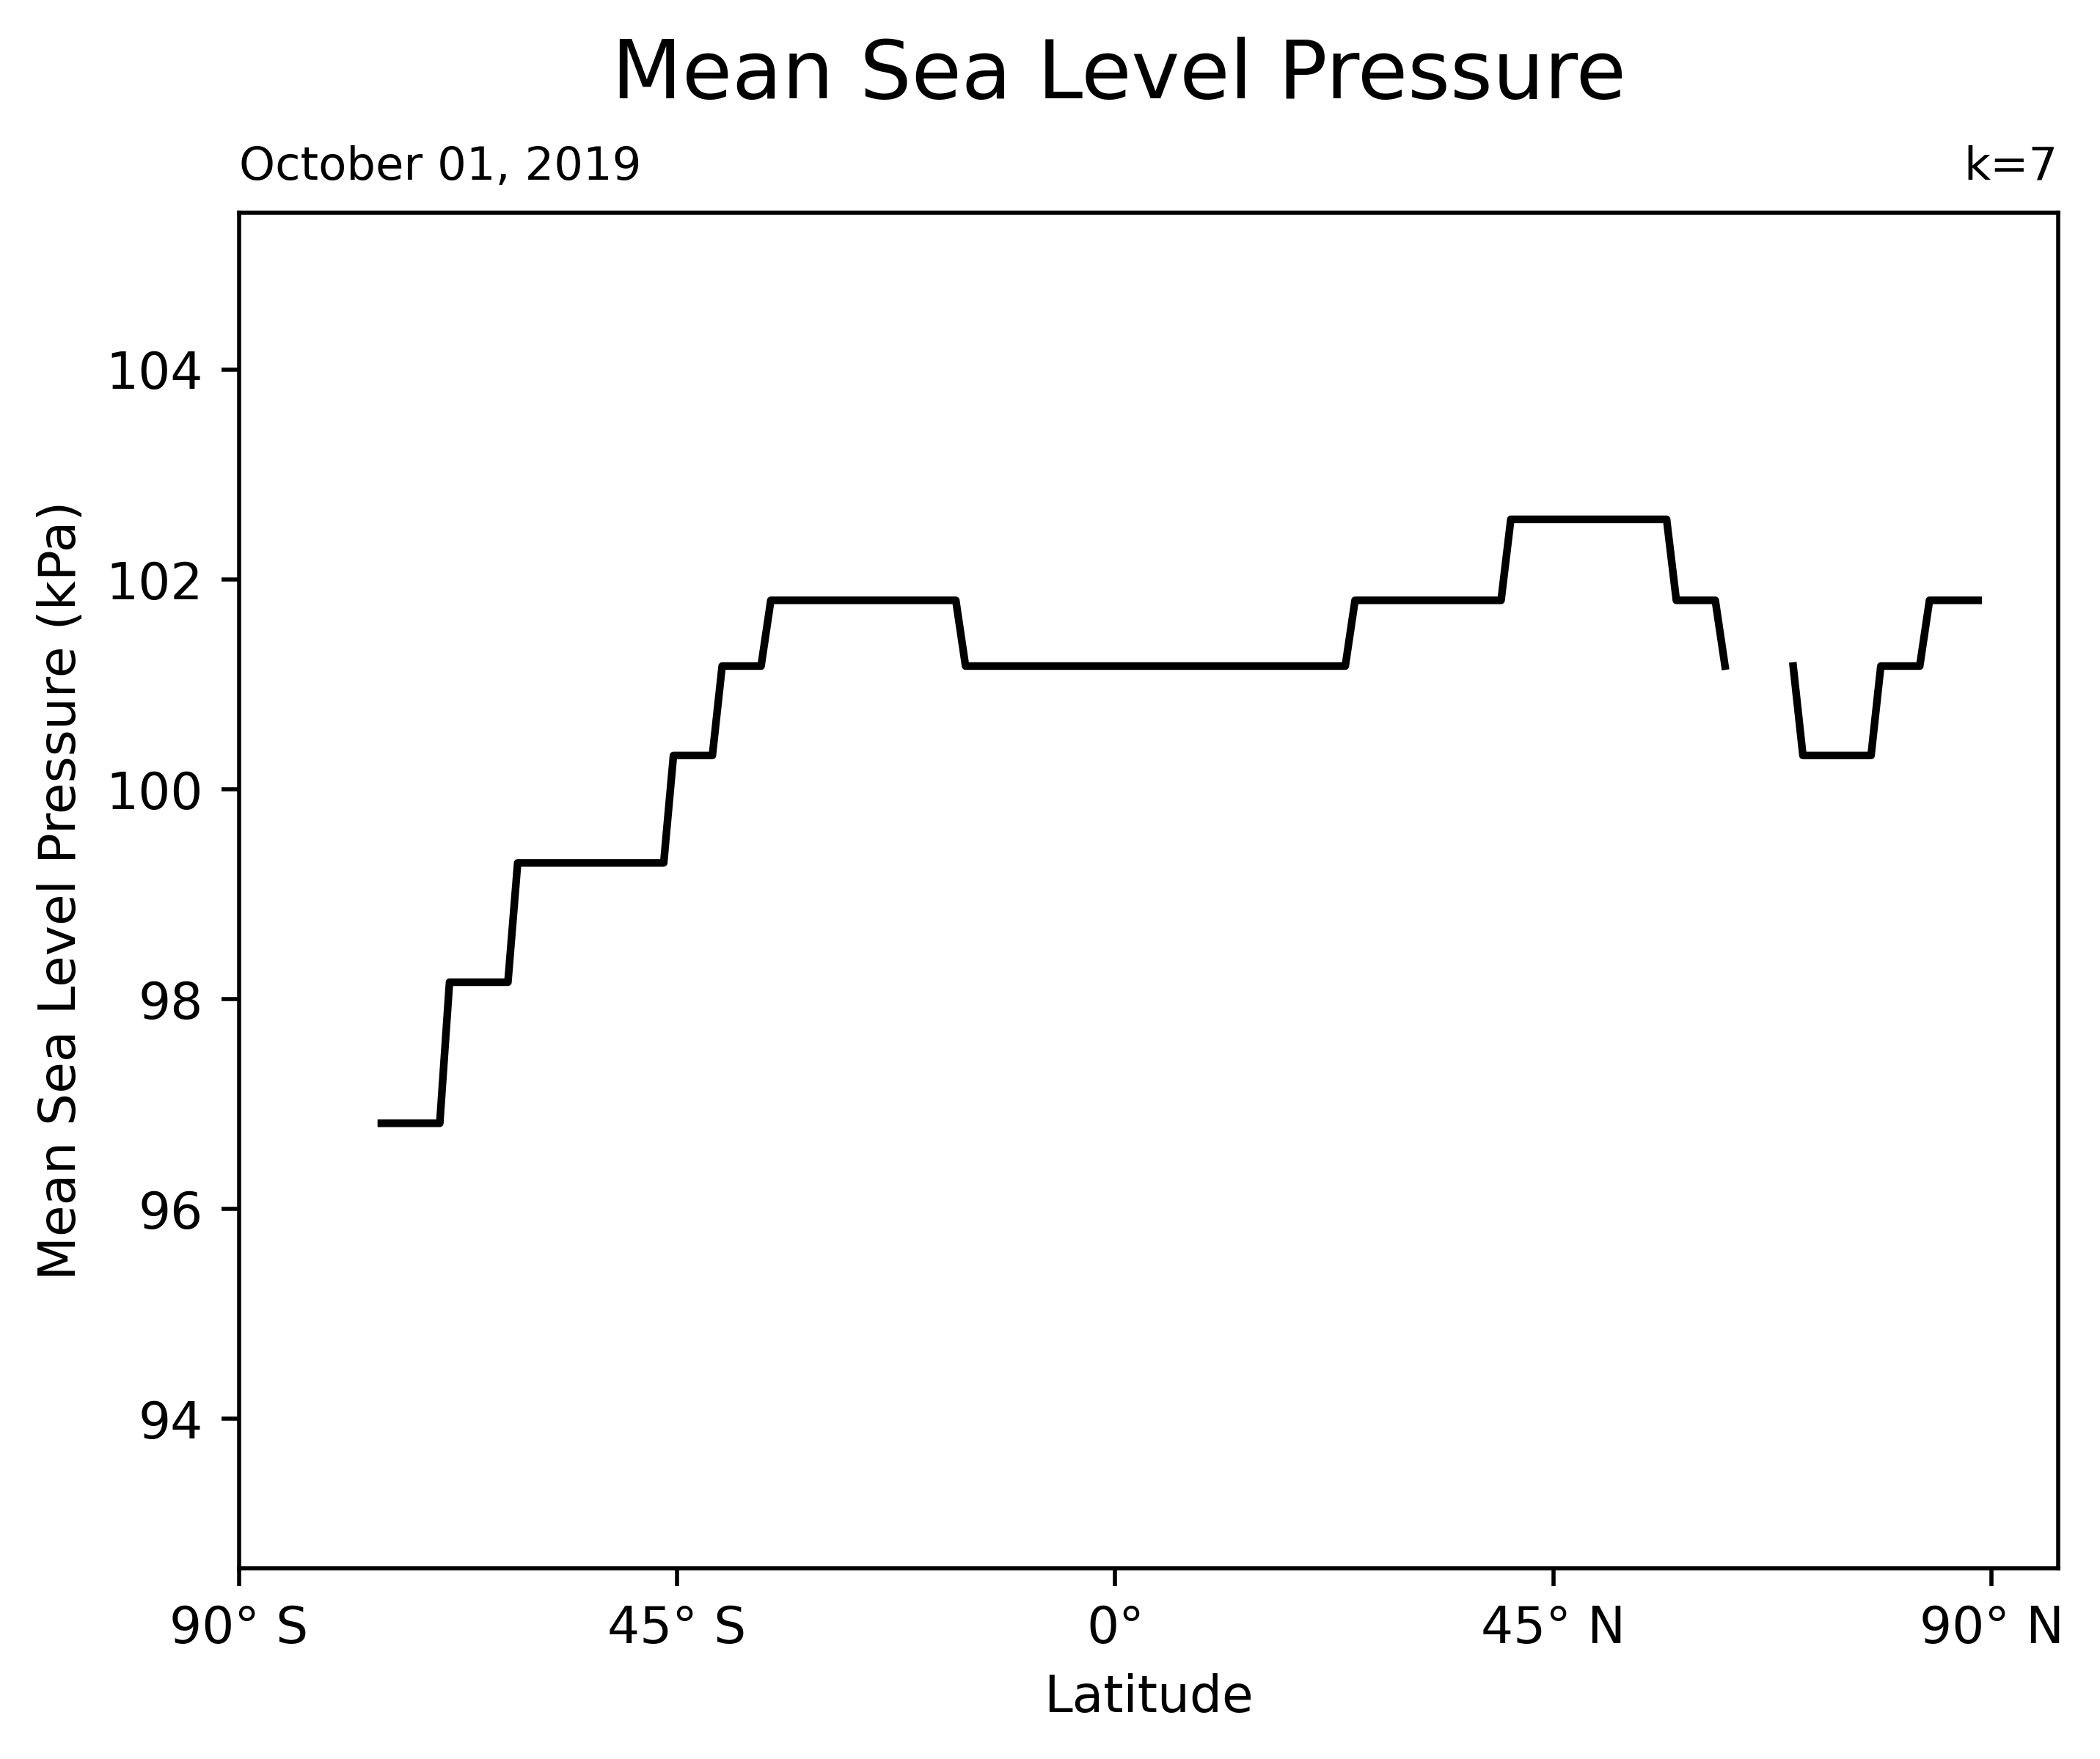 Mean Sea Level Pressure
October 01, 2019
k=7
Mean Sea Level Pressure (kPa)
104
102
100
98
96
94
90° S
45° S
0°
45° N
90° N
Latitude